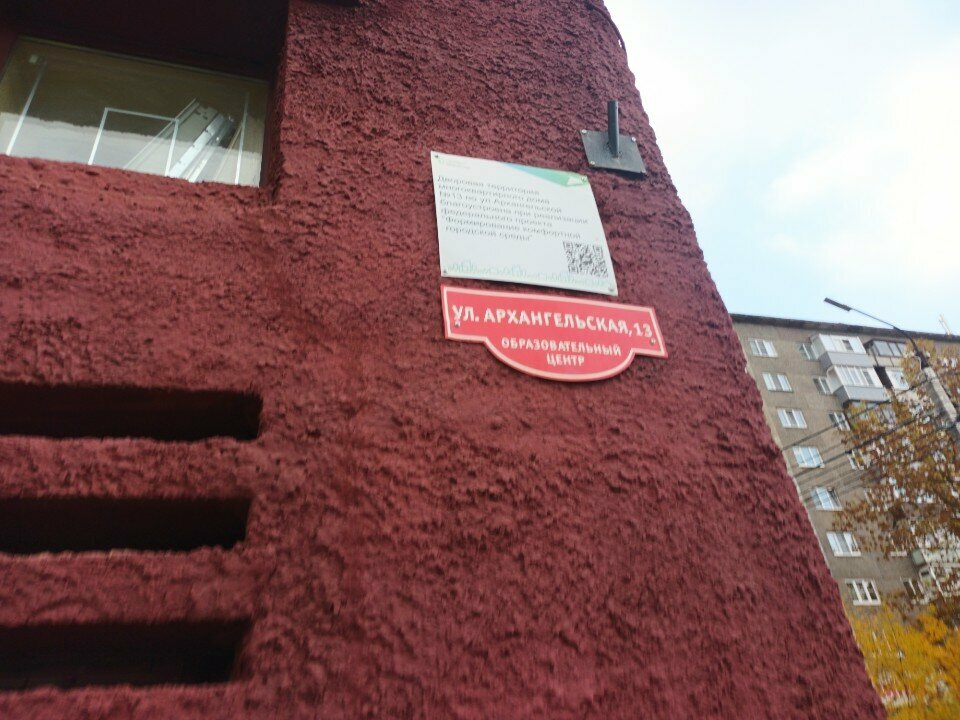 Дворовая территория
многоквартирного дома
№13 по ул.Архангельской
благоустроена при реализации
федерального проекта
"Формирование комфортной
городской среды"
УЛ. АРХАНГЕЛЬСКАЯ, 13
ОБРАЗОВАТЕЛЬНЫЙ
ЦЕНТР